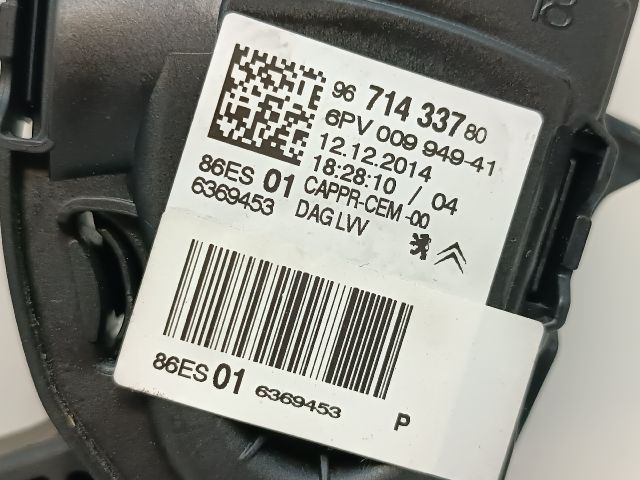 96 714 337 80
6PV 009 949-41
12.12.2014
18:28:10 / 04
86ES 01 CAPPR-CEM-00
6369453 DAG LVV
86ES 01 6369453 P